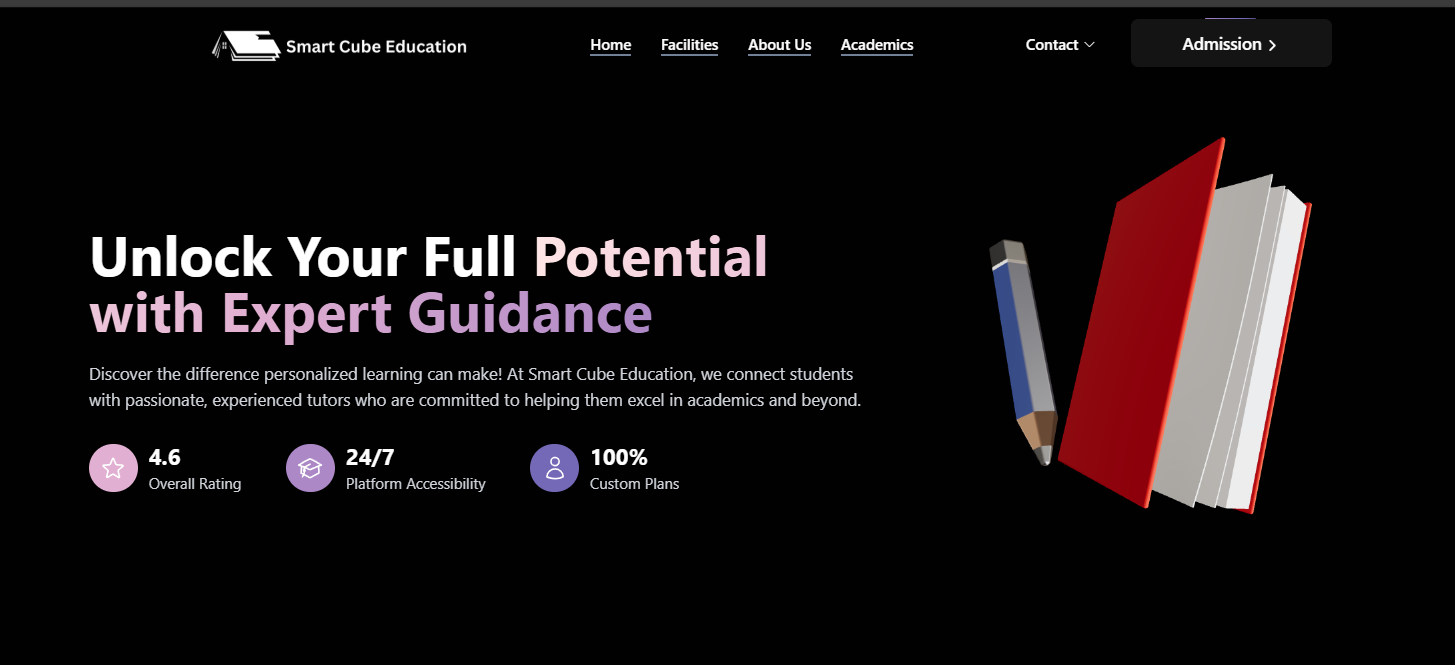 Smart Cube Education
Home
Facilities
About Us
Academics
Contact
Admission
Unlock Your Full Potential
with Expert Guidance
Discover the difference personalized learning can make! At Smart Cube Education, we connect students
with passionate, experienced tutors who are committed to helping them excel in academics and beyond.
4.6
Overall Rating
24/7
Platform Accessibility
100%
Custom Plans